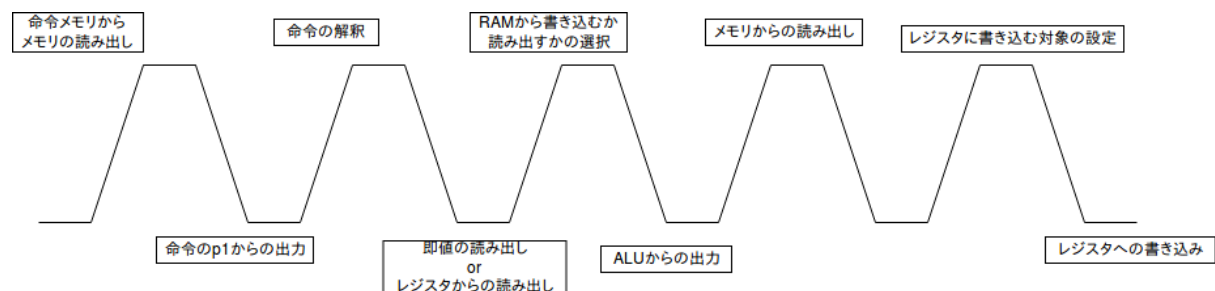 命令メモリから
メモリの読み出し
命令の解釈
RAMから書き込むか
読み出すかの選択
メモリからの読み出し
レジスタに書き込む対象の設定
命令のp1からの出力
即値の読み出し
or
レジスタからの読み出し
ALUからの出力
レジスタへの書き込み